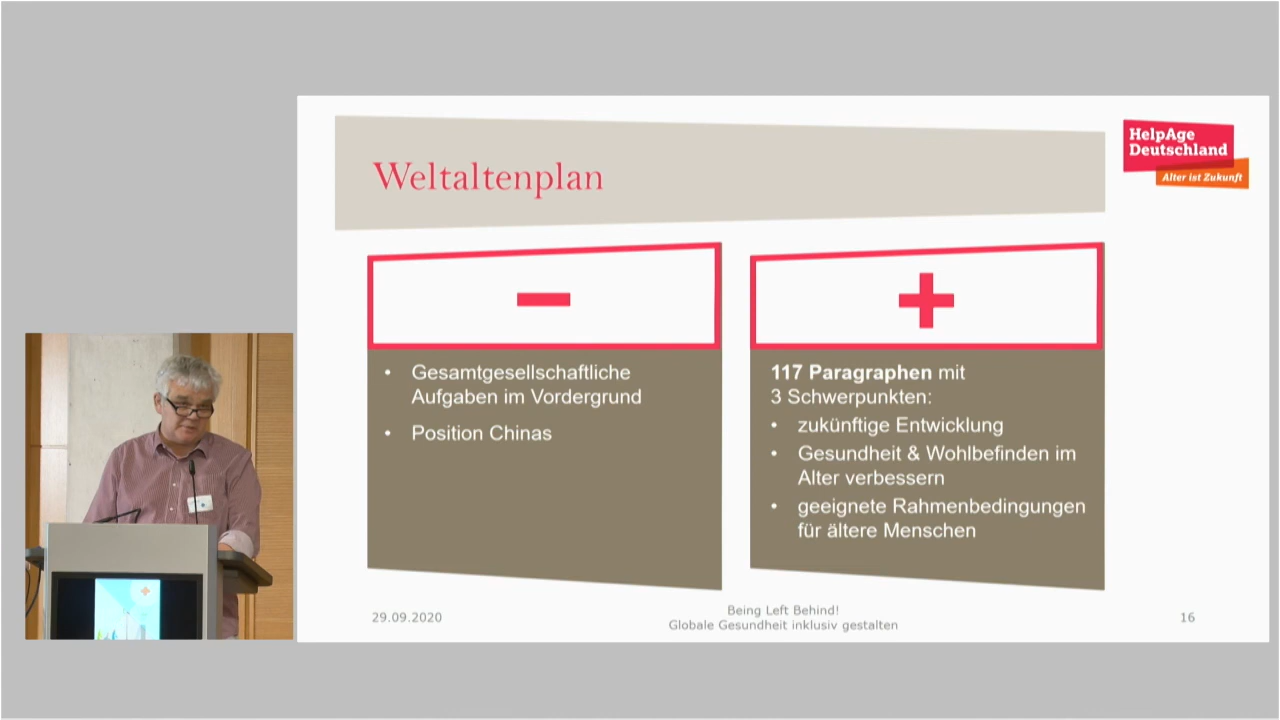 Weltaltenplan
HelpAge
Deutschland
Alter ist Zukunft
• Gesamtgesellschaftliche
Aufgaben im Vordergrund
• Position Chinas
117 Paragraphen mit
3 Schwerpunkten:
• zukünftige Entwicklung
• Gesundheit & Wohlbefinden im
Alter verbessern
• geeignete Rahmenbedingungen
für ältere Menschen
29.09.2020
Being Left Behind!
Globale Gesundheit inklusiv gestalten
16